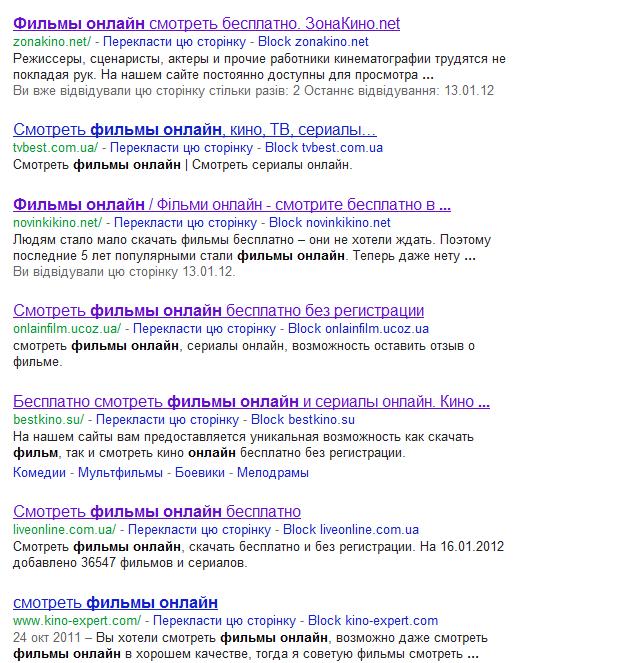 Фильмы онлайн смотреть бесплатно. ЗонаКино.net
zonakino.net/ - Перекласти цю сторінку - Block zonakino.net
Режиссеры, сценаристы, актеры и прочие работники кинематографии трудятся не
покладая рук. На нашем сайте постоянно доступны для просмотра ...
Ви вже відвідували цю сторінку стільки разів: 2 Останнє відвідування: 13.01.12
Смотреть фильмы онлайн, кино, ТВ, сериалы...
tvbest.com.ua/ - Перекласти цю сторінку - Block tvbest.com.ua
Смотреть фильмы онлайн | Смотреть сериалы онлайн.
Фильмы онлайн / Фільми онлайн - смотрите бесплатно в ...
novinkikino.net/ - Перекласти цю сторінку - Block novinkikino.net
Людям стало мало скачать фильмы бесплатно – они не хотели ждать. Поэтому
последние 5 лет популярными стали фильмы онлайн. Теперь даже нету ...
Ви відвідували цю сторінку 13.01.12.
Смотреть фильмы онлайн бесплатно без регистрации
onlainfilm.ucoz.ua/ - Перекласти цю сторінку - Block onlainfilm.ucoz.ua
смотреть фильмы онлайн, сериалы онлайн, возможность оставить отзыв о
фильме.
Бесплатно смотреть фильмы онлайн и сериалы онлайн. Кино ...
bestkino.su/ - Перекласти цю сторінку - Block bestkino.su
На нашем сайты вам предоставляется уникальная возможность как скачать
фильм, так и смотреть кино онлайн бесплатно без регистрации.
Комедии - Мультфильмы - Боевики - Мелодрамы
Смотреть фильмы онлайн бесплатно
liveonline.com.ua/ - Перекласти цю сторінку - Block liveonline.com.ua
Смотреть фильмы онлайн, скачать бесплатно и без регистрации. На 16.01.2012
добавлено 36547 фильмов и сериалов.
смотреть фильмы онлайн
www.kino-expert.com/ - Перекласти цю сторінку - Block kino-expert.com
24 окт 2011 – Вы хотели смотреть фильмы онлайн, возможно даже смотреть
фильмы онлайн в хорошем качестве, тогда я советую фильмы смотреть ...